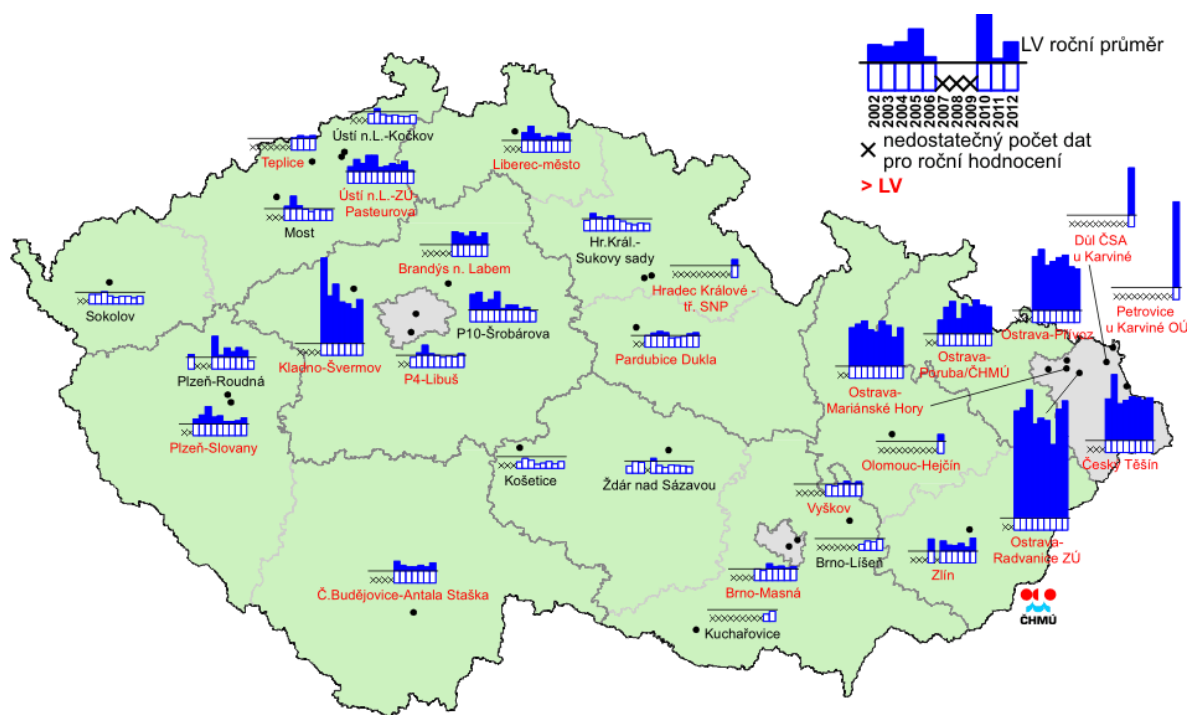 LV roční průměr
2002
2003
2004
2005
2006
2007
2008
2009
2010
2011
2012
nedostatečný počet dat
pro roční hodnocení
> LV
Ústí n.L.-Kočkov
Teplice
Liberec-město
Ústí n.L.-ZÚ-
Pasteurova
Most
Hr.Král.-
Sukovy sady
Důl ČSA
u Karviné
Brandýs n. Labem
Hradec Králové -
tř. SNP
Sokolov
P10-Šrobárova
Petrovice
u Karviné OÚ
Ostrava-Přívoz
Plzeň-Roudná
Kladno-Švermov
P4-Libuš
Pardubice Dukla
Ostrava-
Poruba/ČHMÚ
Ostrava-
Mariánské Hory
Plzeň-Slovany
Olomouc-Hejčín
Český Těšín
Košetice
Ždár nad Sázavou
Vyškov
Ostrava-
Radvanice ZÚ
Brno-Líšeň
Zlín
Č.Budějovice-Antala Staška
Brno-Masná
Kuchařovice
ČHMÚ